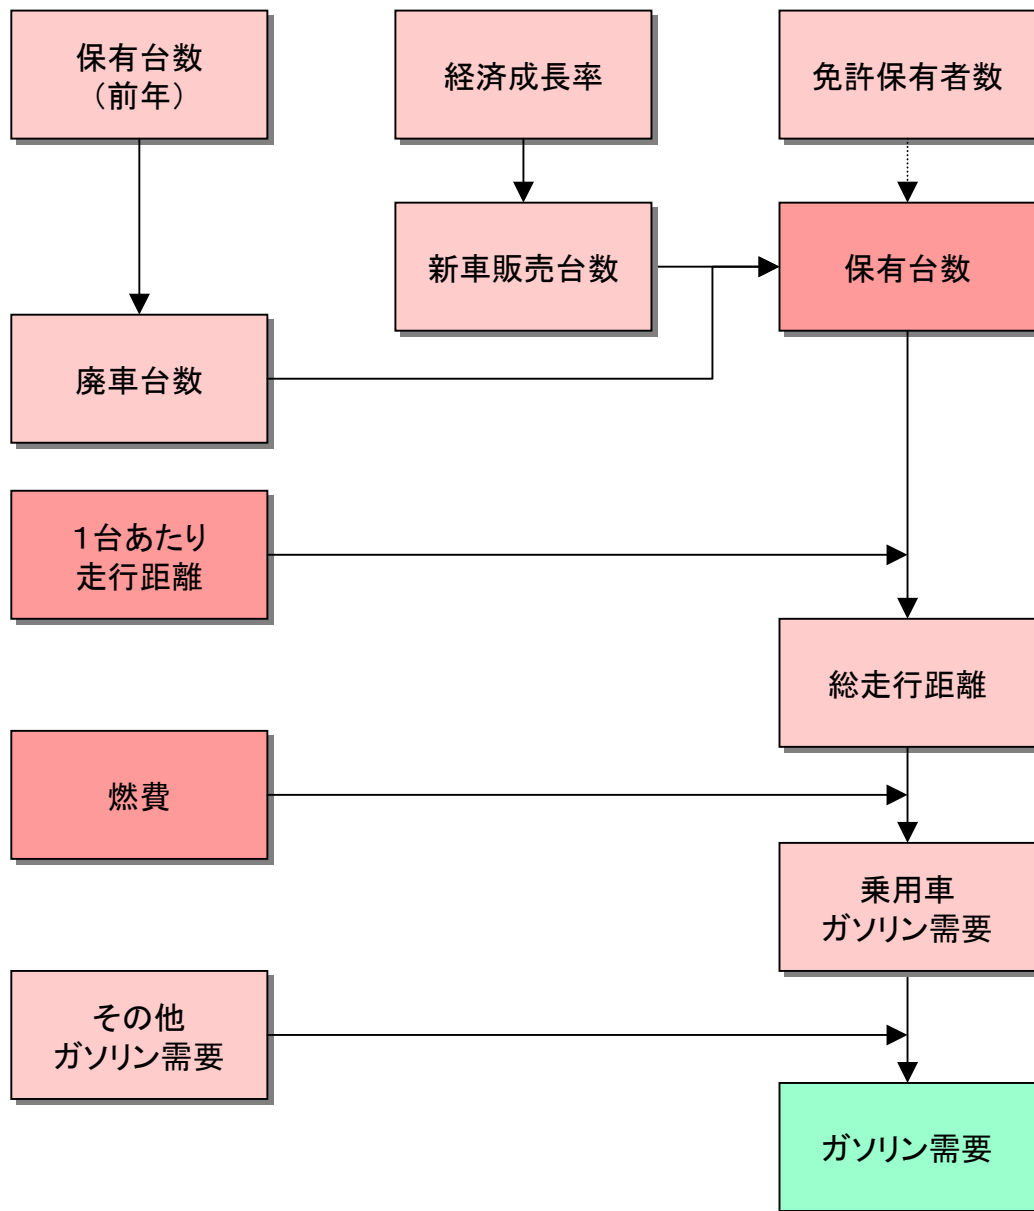 保有台数
（前年）
経済成長率
免許保有者数
新車販売台数
保有台数
廃車台数
１台あたり
走行距離
総走行距離
燃費
乗用車
ガソリン需要
その他
ガソリン需要
ガソリン需要